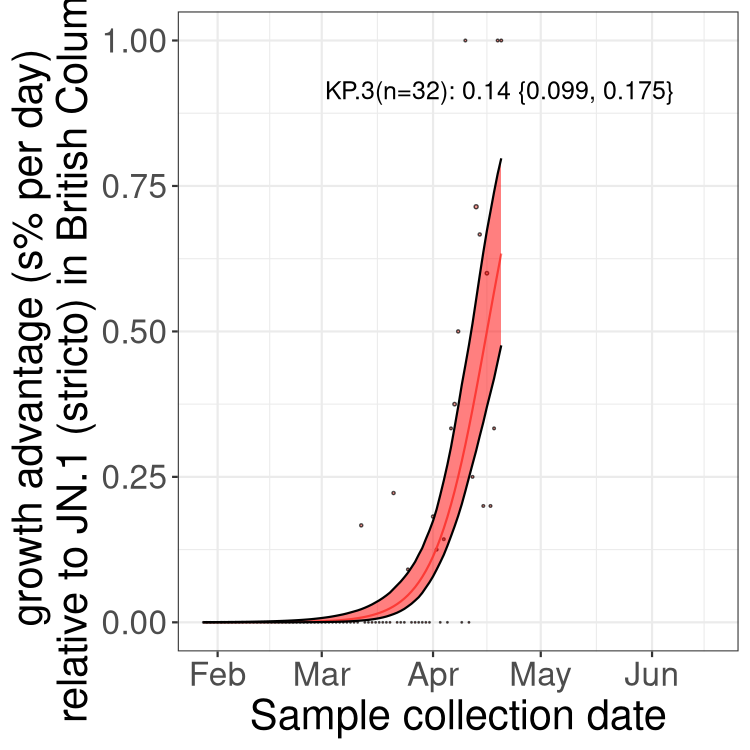 growth advantage (s% per day)
relative to JN.1 (stricto) in British Colum
1.00
0.75
0.50
0.25
0.00
KP.3(n=32): 0.14 {0.099, 0.175}
Feb Mar Apr May Jun
Sample collection date